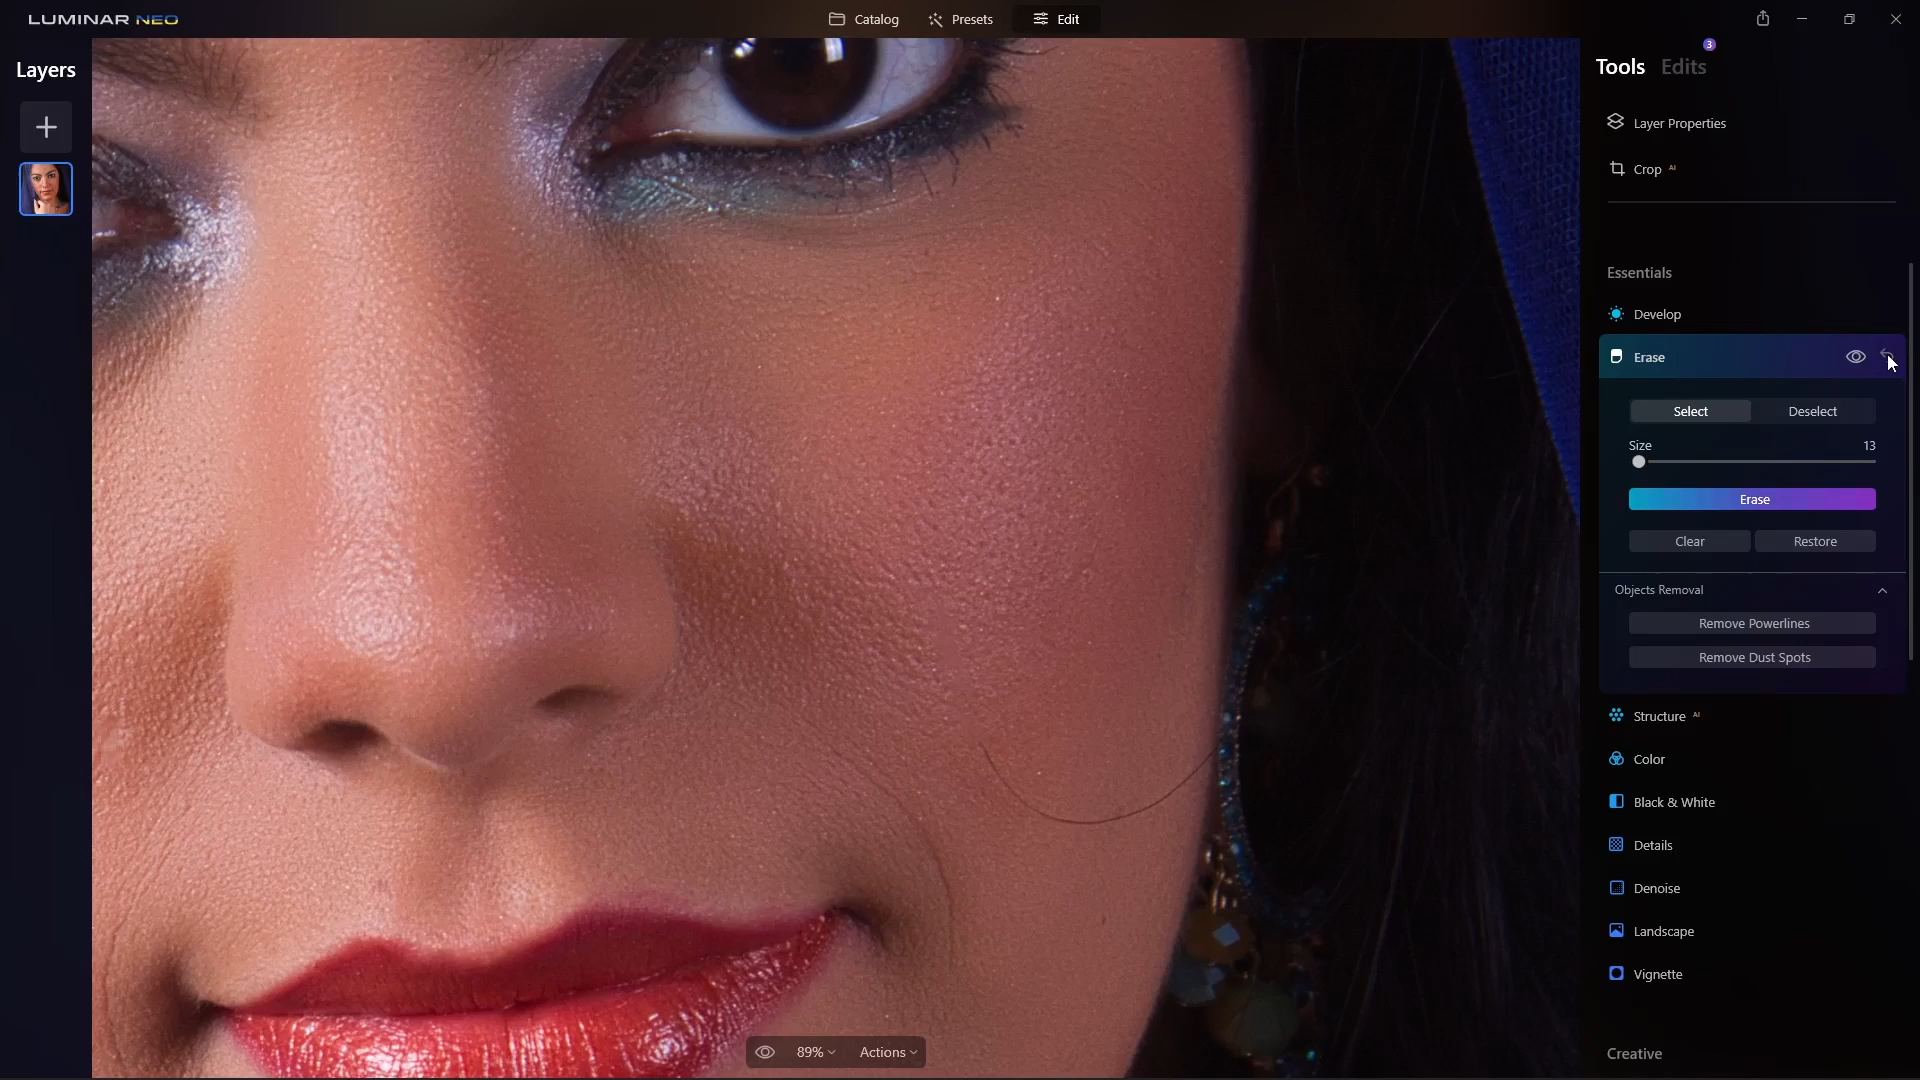 LUMINAR NEO
Catalog
Presets
Edit
Layers
3
Tools
Edits
Layer Properties
Crop AI
Essentials
Develop
Erase
Select
Deselect
Size
13
Erase
Clear
Restore
Objects Removal
Remove Powerlines
Remove Dust Spots
Structure AI
Color
Black & White
Details
Denoise
Landscape
Vignette
Creative
89%
Actions